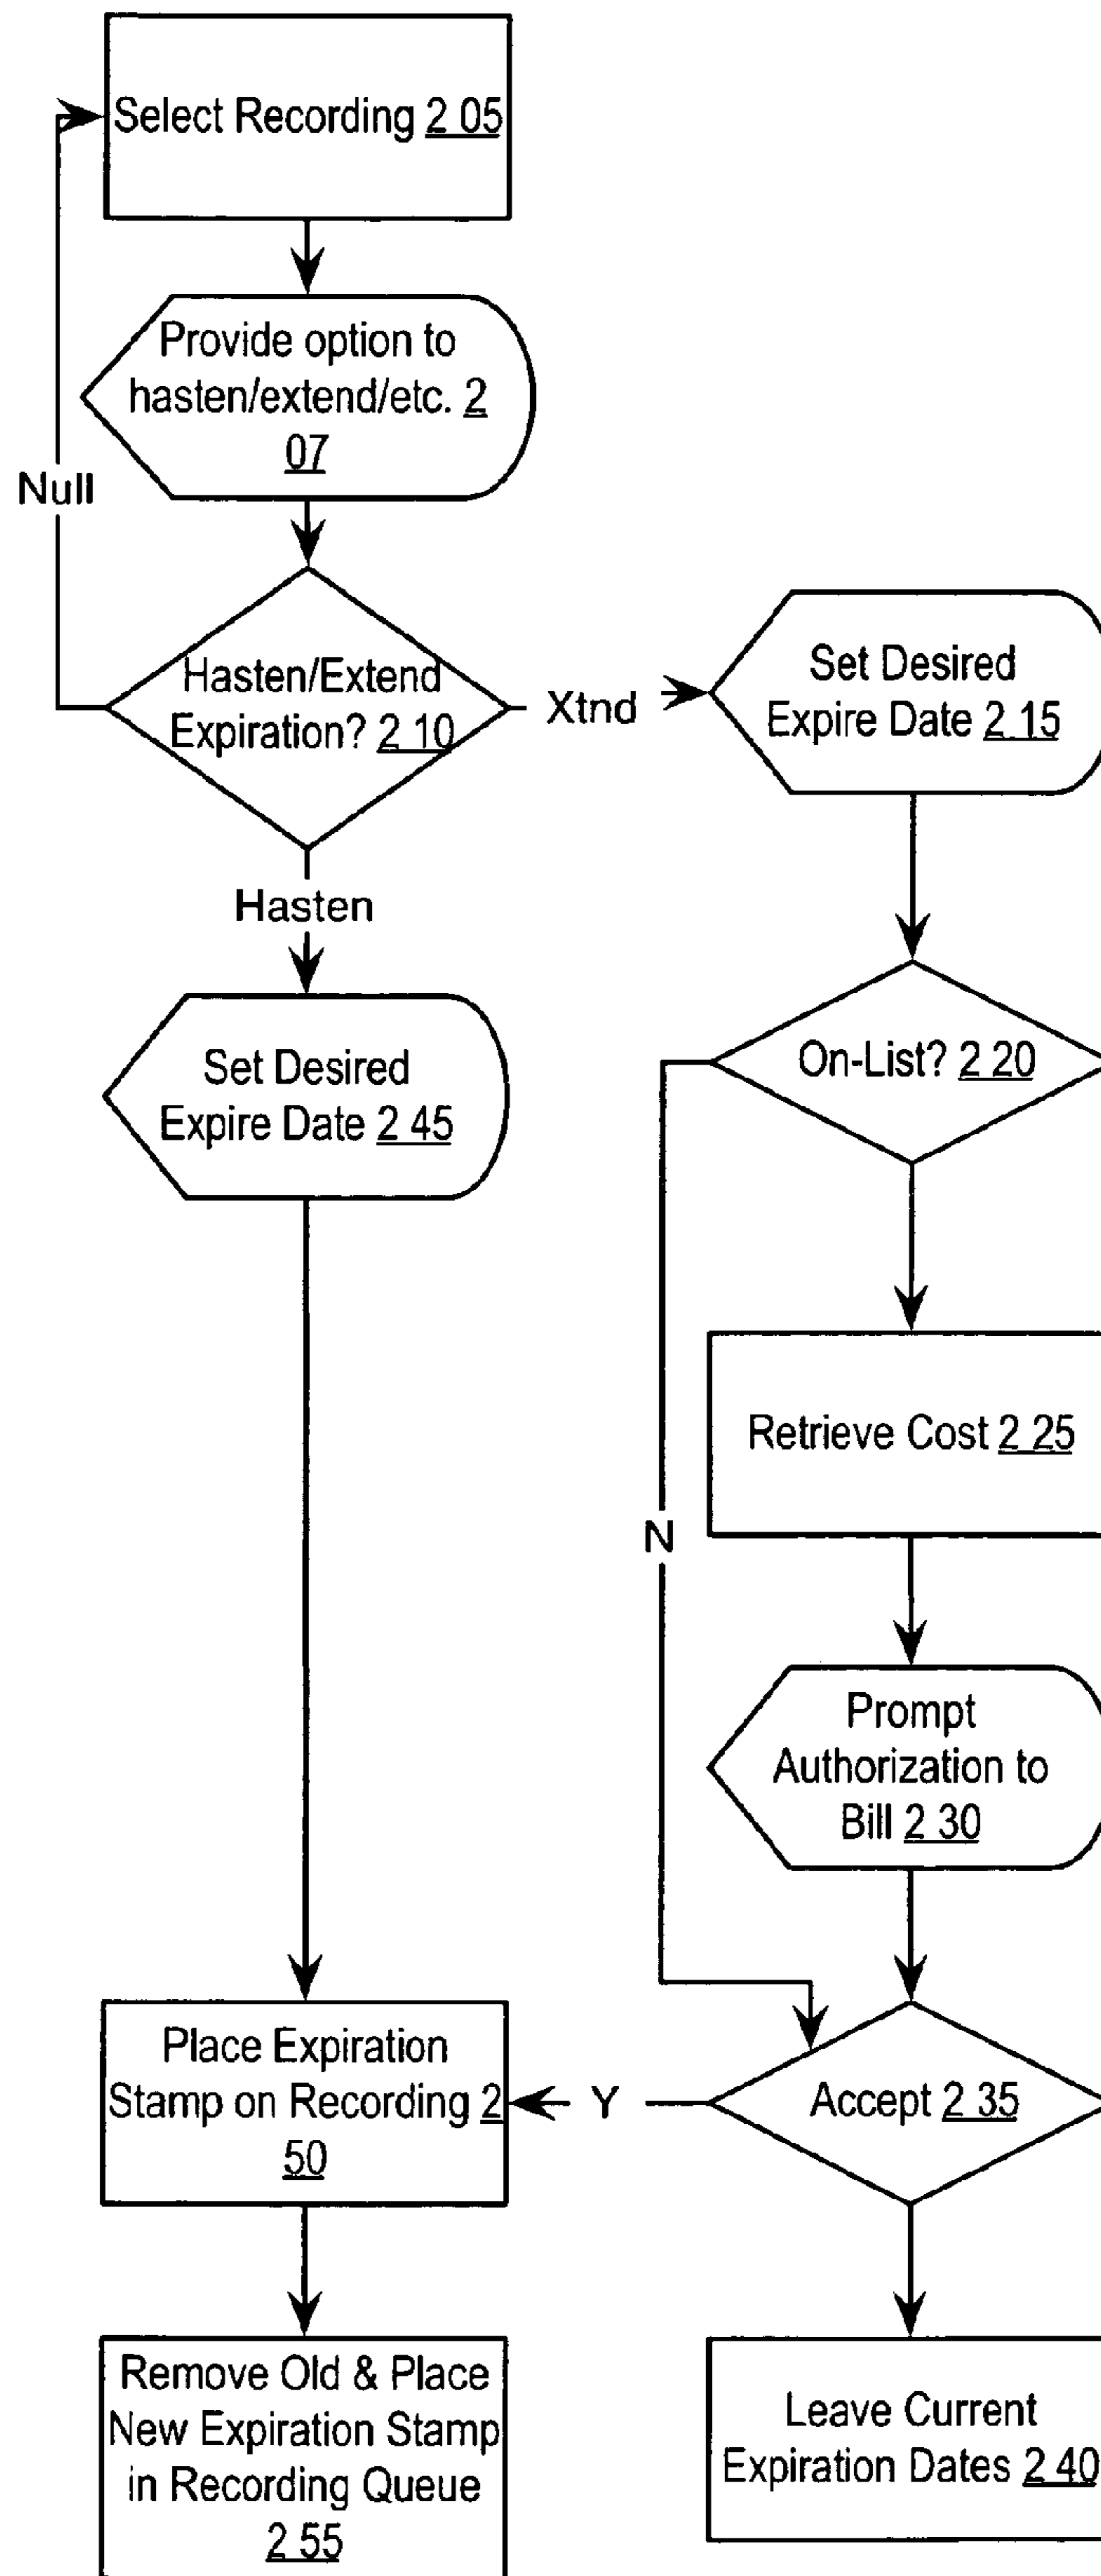 Select Recording 2 05
Provide option to
hasten/extend/etc. 2
07
Null
Hasten/Extend
Expiration? 2 10
Xtnd
Set Desired
Expire Date 2 15
Hasten
Set Desired
Expire Date 2 45
On-List? 2 20
Retrieve Cost 2 25
N
Prompt
Authorization to
Bill 2 30
Place Expiration
Stamp on Recording 2
50
Y
Accept 2 35
Remove Old & Place
New Expiration Stamp
in Recording Queue
2 55
Leave Current
Expiration Dates 2 40